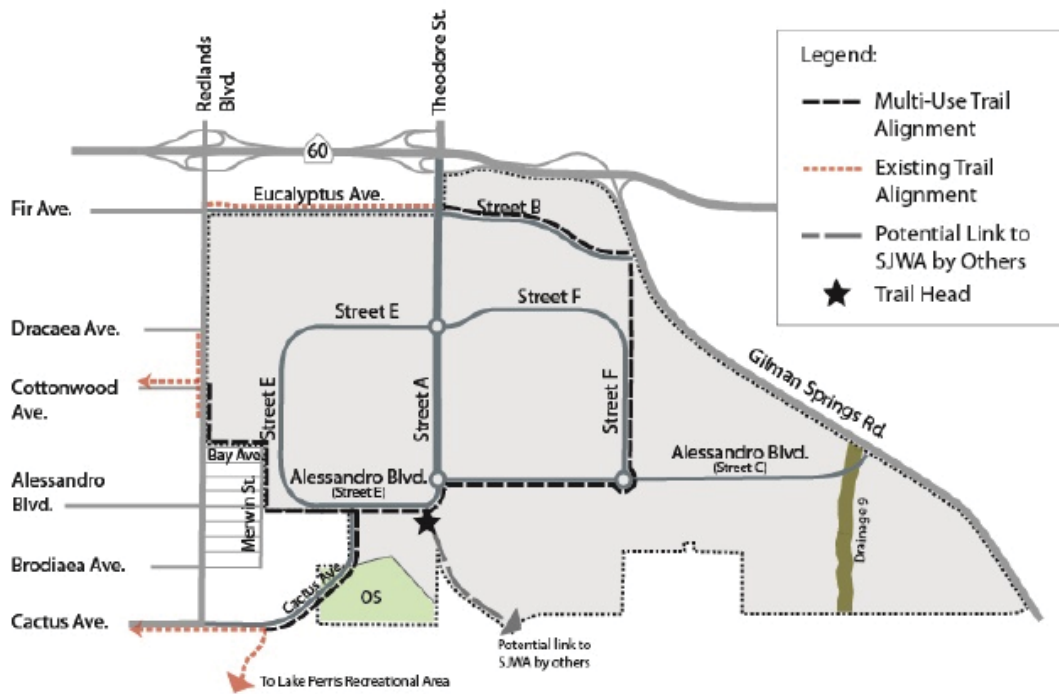 Redlands
Blvd.
Theodore St.
60
Legend:
Multi-Use Trail
Alignment
Existing Trail
Alignment
Potential Link to
SJWA by Others
Trail Head
Fir Ave.
Eucalyptus Ave.
Street B
Dracaea Ave.
Street E
Street F
Cottonwood
Ave.
Street E
Street A
Street F
Gilman Springs Rd.
Bay Ave.
Alessandro Blvd.
(Street E)
Alessandro Blvd.
(Street C)
Alessandro
Blvd.
Merwin St.
Drainage 9
Brodiaea Ave.
Cactus Ave.
OS
Cactus Ave.
Potential link to
SJWA by others
To Lake Perris Recreational Area